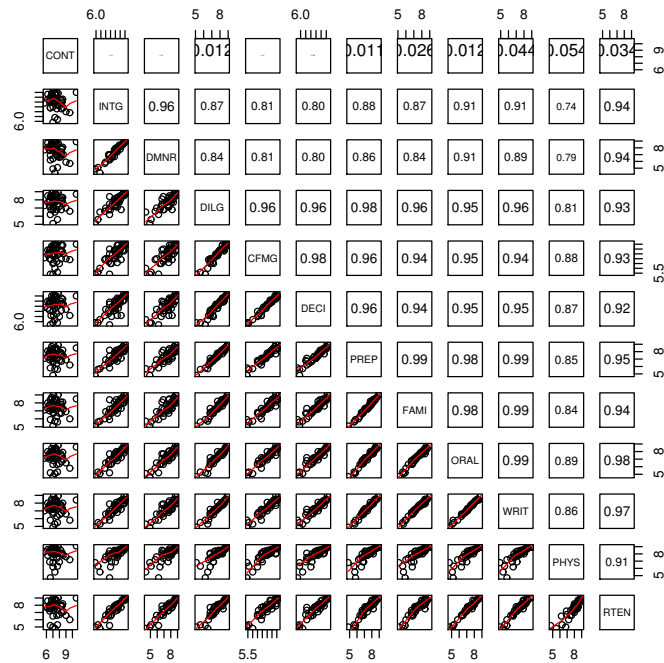 6.0 5 8 6.0 5 8 5 8
CONT 0.012 0.011 0.026 0.012 0.044 0.054 0.034 6 9
6.0 INTG 0.96 0.87 0.81 0.80 0.88 0.87 0.91 0.91 0.74 0.94
DMNR 0.84 0.81 0.80 0.86 0.84 0.91 0.89 0.79 0.94 5 8
5 8 DILG 0.96 0.96 0.98 0.96 0.95 0.96 0.81 0.93
CFMG 0.98 0.96 0.94 0.95 0.94 0.88 0.93 5.5
6.0 DECI 0.96 0.94 0.95 0.95 0.87 0.92
PREP 0.99 0.98 0.99 0.85 0.95 5 8
5 8 FAMI 0.98 0.99 0.84 0.94
ORAL 0.99 0.89 0.98 5 8
5 8 WRIT 0.86 0.97
PHYS 0.91 5 8
5 8 RTEN
6 9 5 8 5.5 5 8 5 8